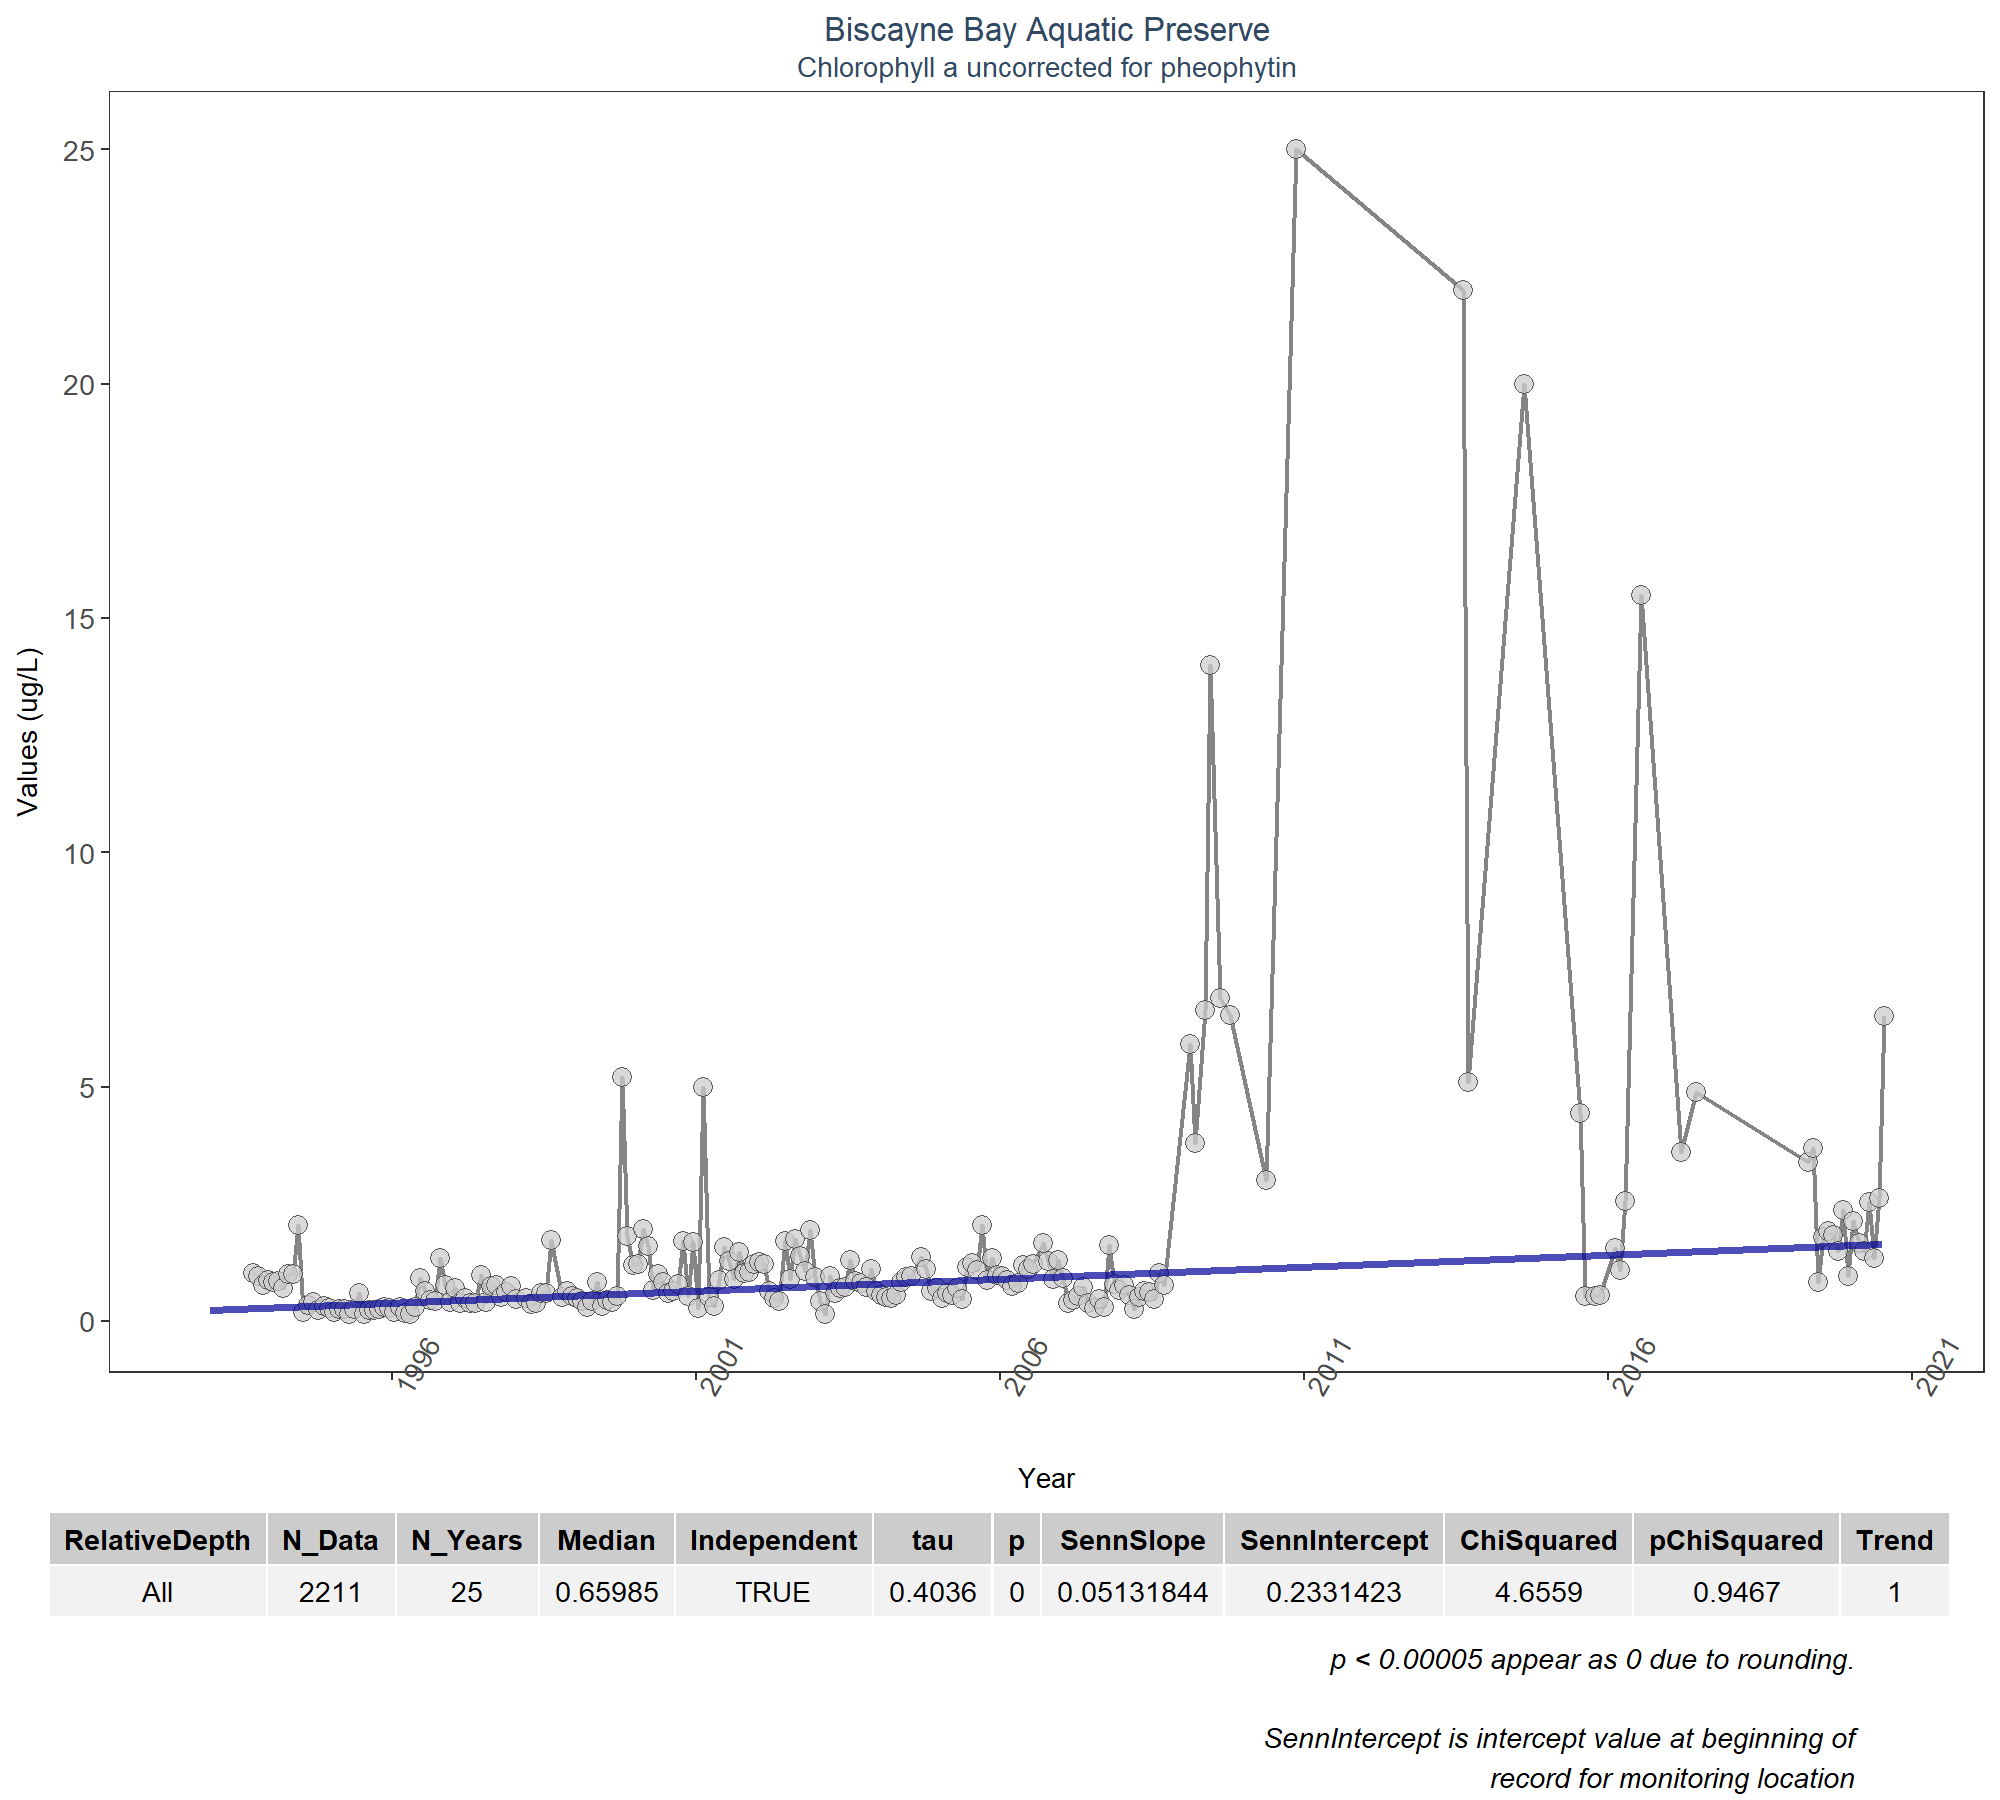 Biscayne Bay Aquatic Preserve
Chlorophyll a uncorrected for pheophytin
25
20
15
10
5
0
Values (ug/L)
1996
2001
2006
2011
2016
2021
Year
RelativeDepth N_Data N_Years Median Independent tau p SennSlope SennIntercept ChiSquared pChiSquared Trend
All 2211 25 0.65985 TRUE 0.4036 0 0.05131844 0.2331423 4.6559 0.9467 1
p < 0.00005 appear as 0 due to rounding.
SennIntercept is intercept value at beginning of
record for monitoring location